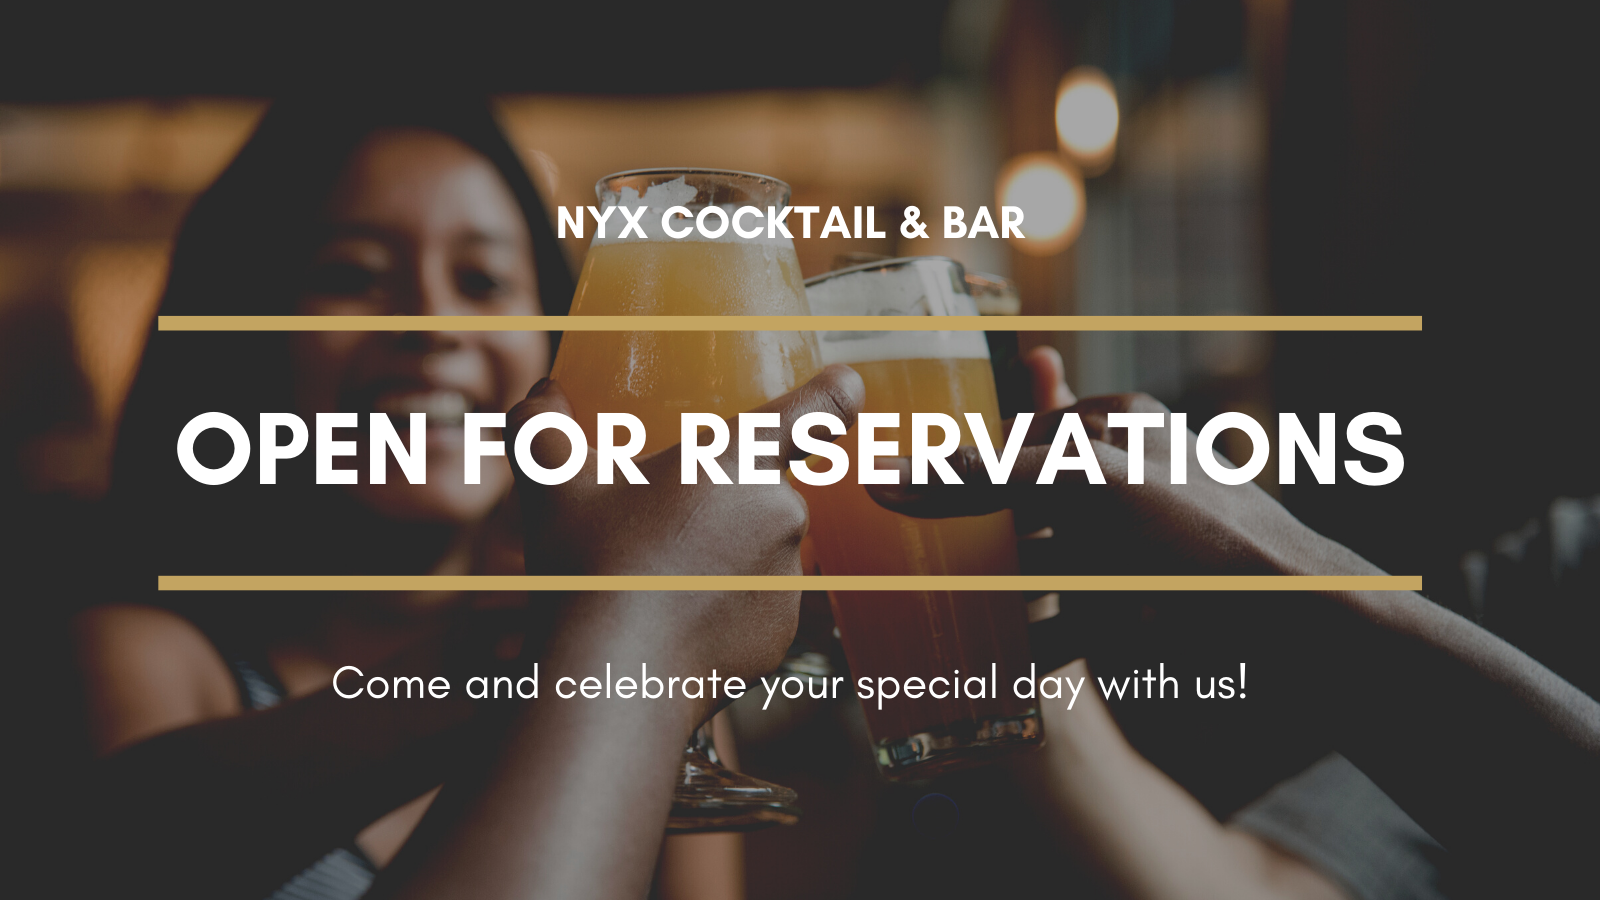 NYX COCKTAIL & BAR
OPEN FOR RESERVATIONS
Come and celebrate your special day with us!